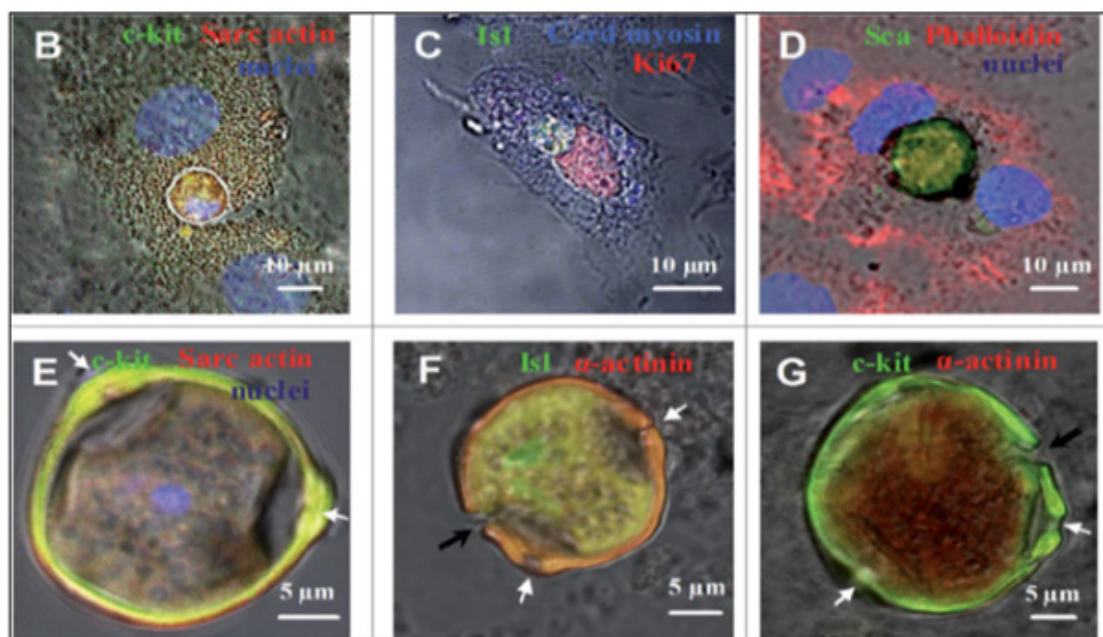 B c-kit Sarc actin
nuclei
10 µm
C Isl Card myosin
Ki67
10 µm
D Sca Phalloidin
nuclei
10 µm
E c-kit Sarc actin
nuclei
5 µm
F Isl α-actinin
5 µm
G c-kit α-actinin
5 µm